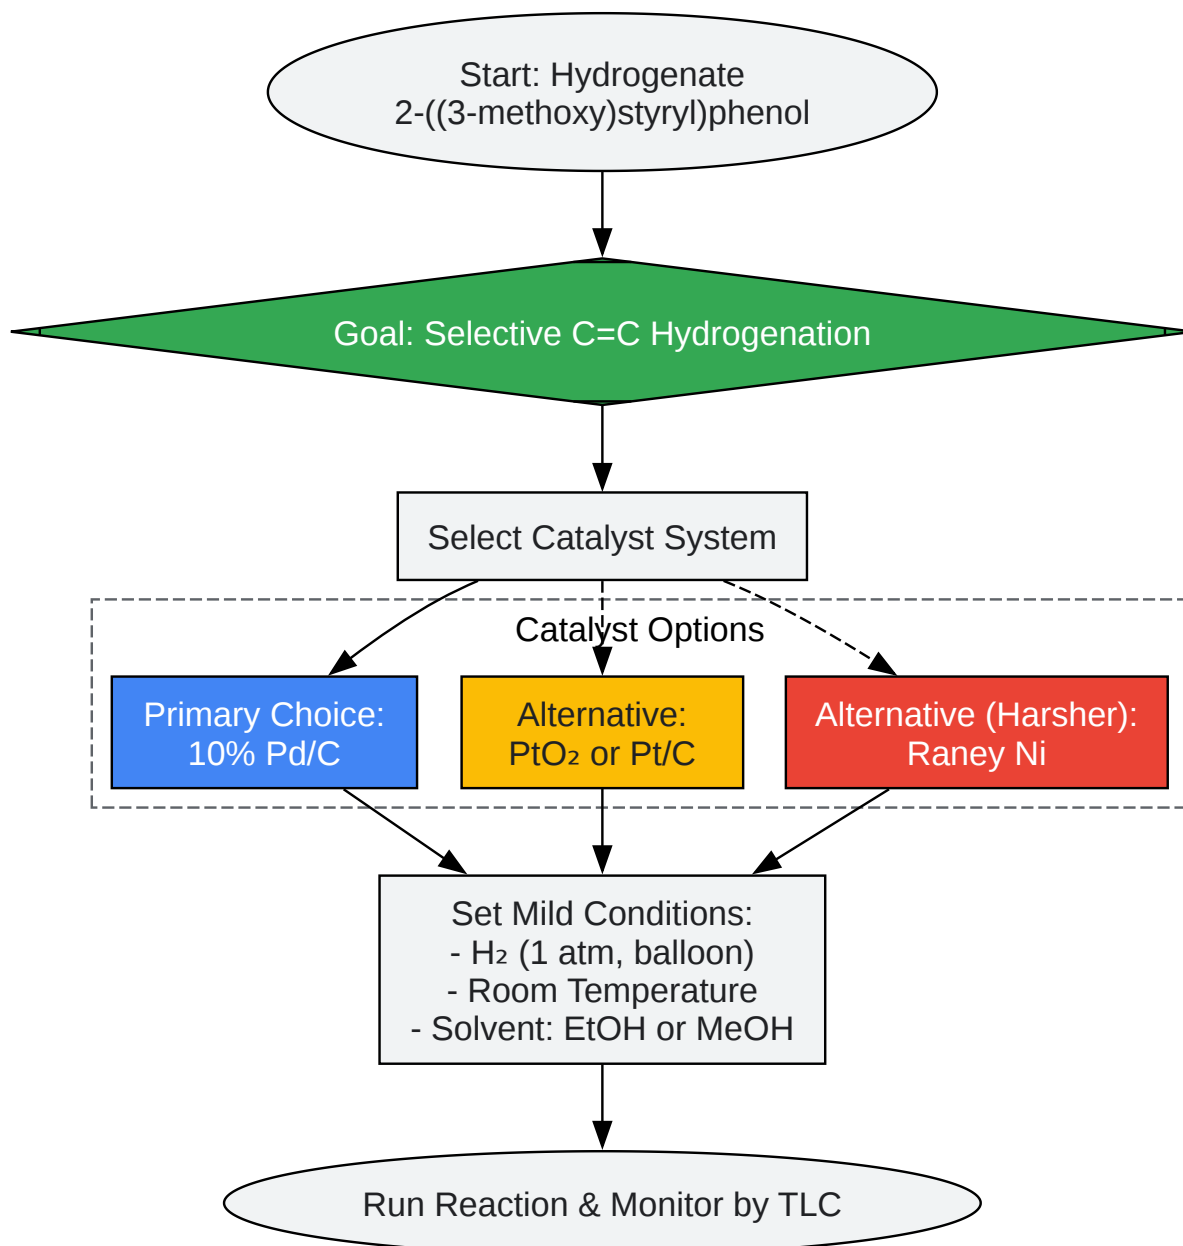 Start: Hydrogenate
2-((3-methoxy)styryl)phenol
Goal: Selective C=C Hydrogenation
Select Catalyst System
Catalyst Options
Primary Choice:
10% Pd/C
Alternative:
PtO₂ or Pt/C
Alternative (Harsher):
Raney Ni
Set Mild Conditions:
- H₂ (1 atm, balloon)
- Room Temperature
- Solvent: EtOH or MeOH
Run Reaction & Monitor by TLC